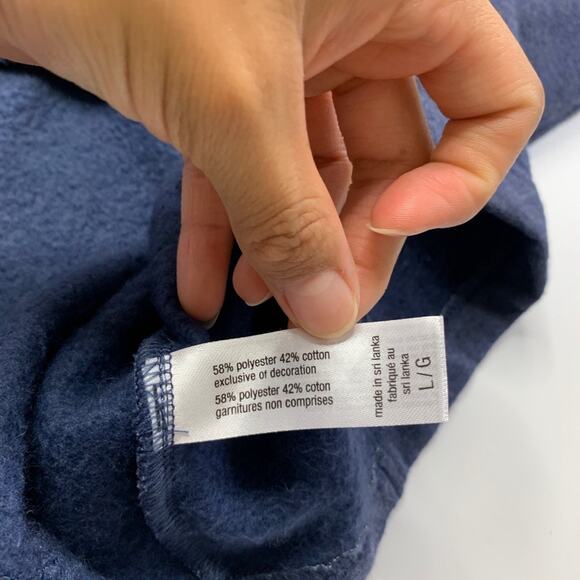 58% polyester 42% cotton
exclusive of decoration
58% polyester 42% coton
garnitures non comprises
made in sri lanka
fabriqué au
sri lanka
L / G